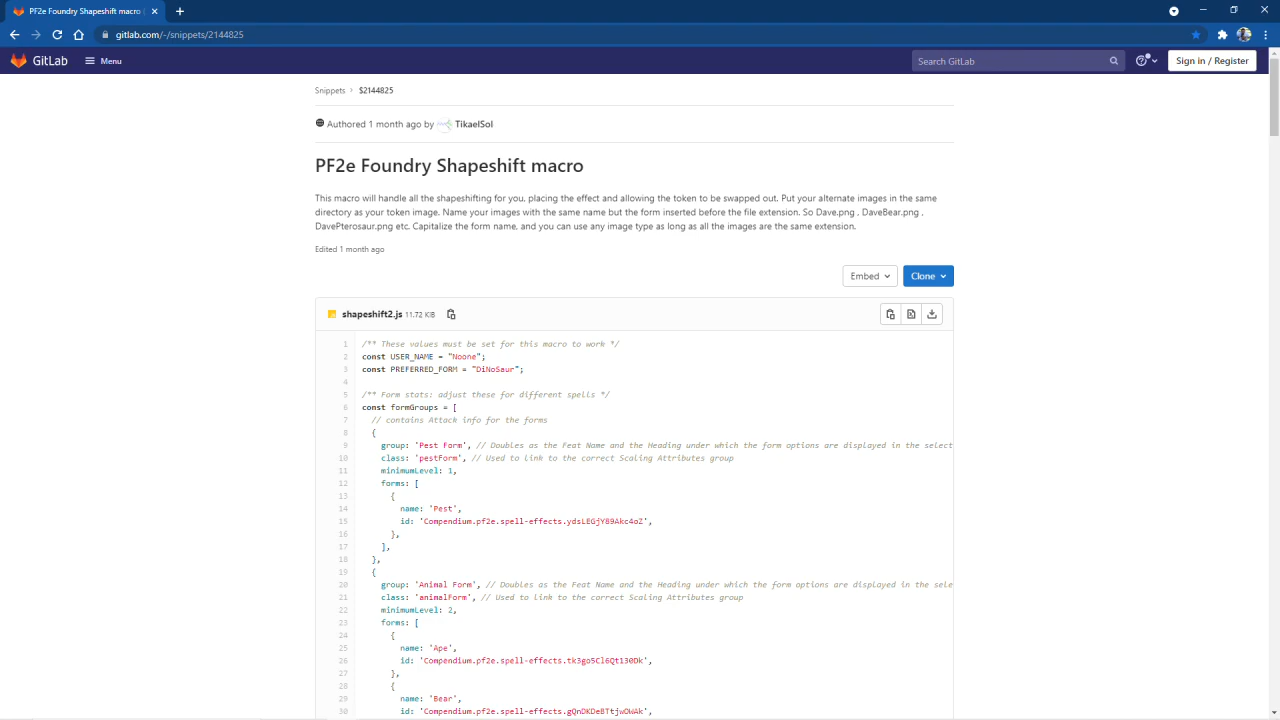 PF2e Foundry Shapeshift macro |
gitlab.com/-/snippets/2144825
GitLab
Menu
Search GitLab
Sign in / Register
Snippets > $2144825
Authored 1 month ago by TikaelSol
PF2e Foundry Shapeshift macro
This macro will handle all the shapeshifting for you, placing the effect and allowing the token to be swapped out. Put your alternate images in the same
directory as your token image. Name your images with the same name but the form inserted before the file extension. So Dave.png , DaveBear.png ,
DavePterosaur.png etc. Capitalize the form name, and you can use any image type as long as all the images are the same extension.
Edited 1 month ago
Embed
Clone
shapeshift2.js 11.72 KiB
1 /** These values must be set for this macro to work */
2 const USER_NAME = "Noone";
3 const PREFERRED_FORM = "DiNoSaur";
4
5 /** Form stats: adjust these for different spells */
6 const formGroups = [
7 // contains Attack info for the forms
8 {
9 group: 'Pest Form', // Doubles as the Feat Name and the Heading under which the form options are displayed in the select
10 class: 'pestForm', // Used to link to the correct Scaling Attributes group
11 minimumLevel: 1,
12 forms: [
13 {
14 name: 'Pest',
15 id: 'Compendium.pf2e.spell-effects.ydsLEGjY89Akc4oZ',
16 },
17 ],
18 },
19 {
20 group: 'Animal Form', // Doubles as the Feat Name and the Heading under which the form options are displayed in the sele
21 class: 'animalForm', // Used to link to the correct Scaling Attributes group
22 minimumLevel: 2,
23 forms: [
24 {
25 name: 'Ape',
26 id: 'Compendium.pf2e.spell-effects.tk3go5Cl6Qt130Dk',
27 },
28 {
29 name: 'Bear',
30 id: 'Compendium.pf2e.spell-effects.gQnDKDeBTtjwOWAk',